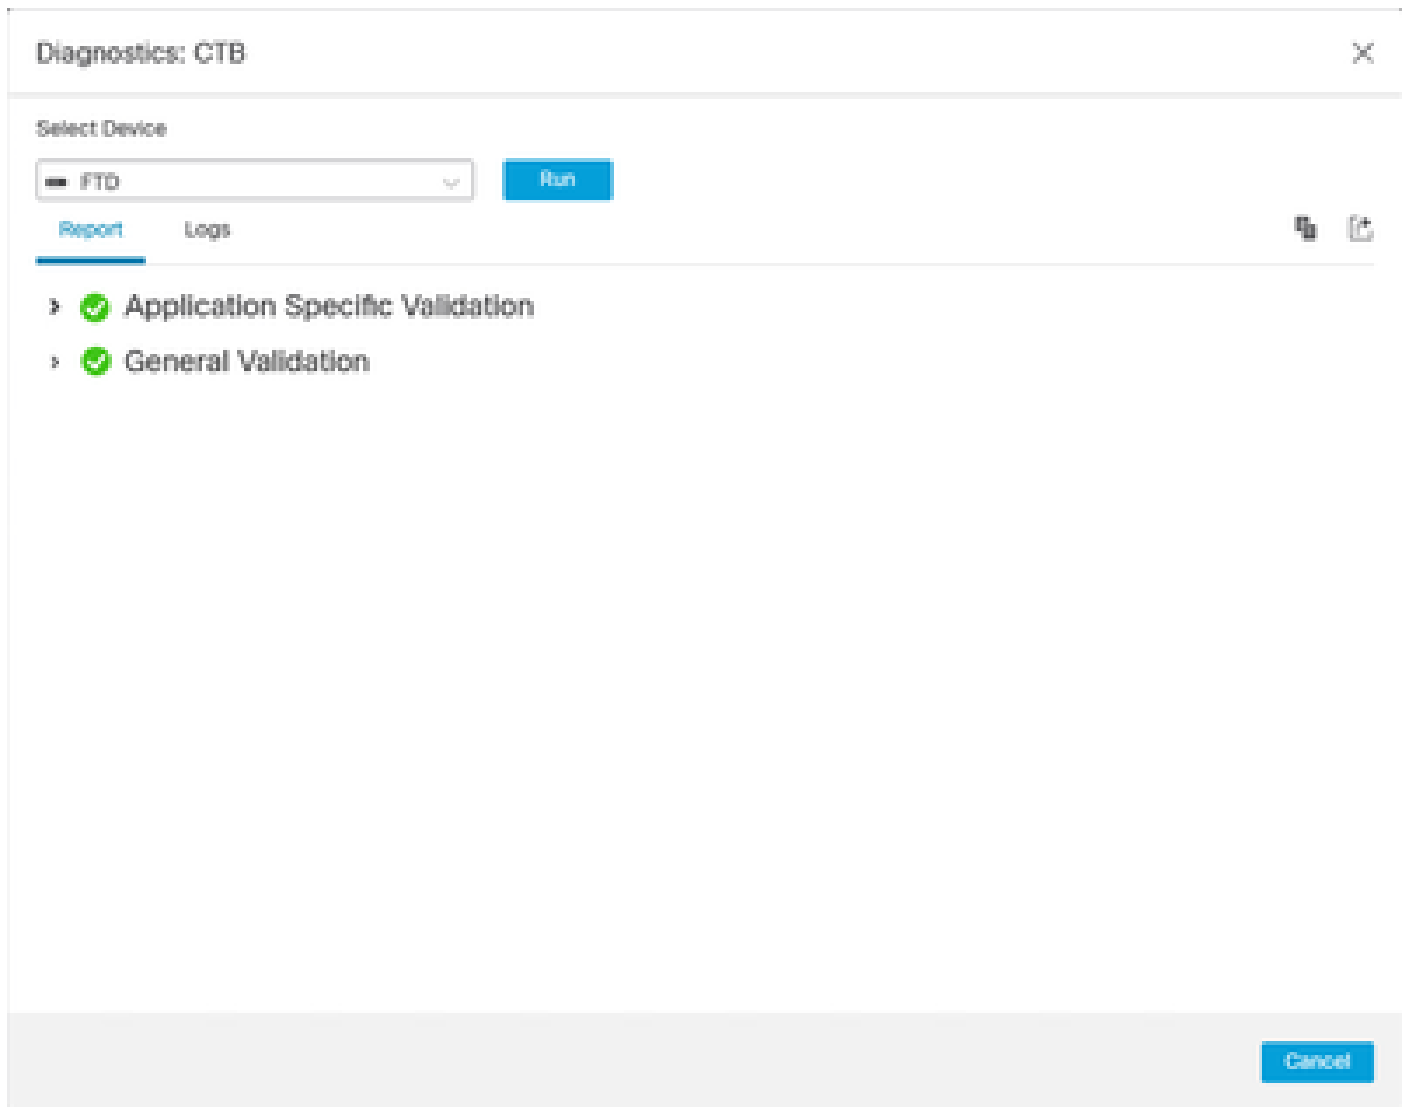 Diagnostics: CTB
Select Device
FTD
Run
Report Logs
Application Specific Validation
General Validation
Cancel